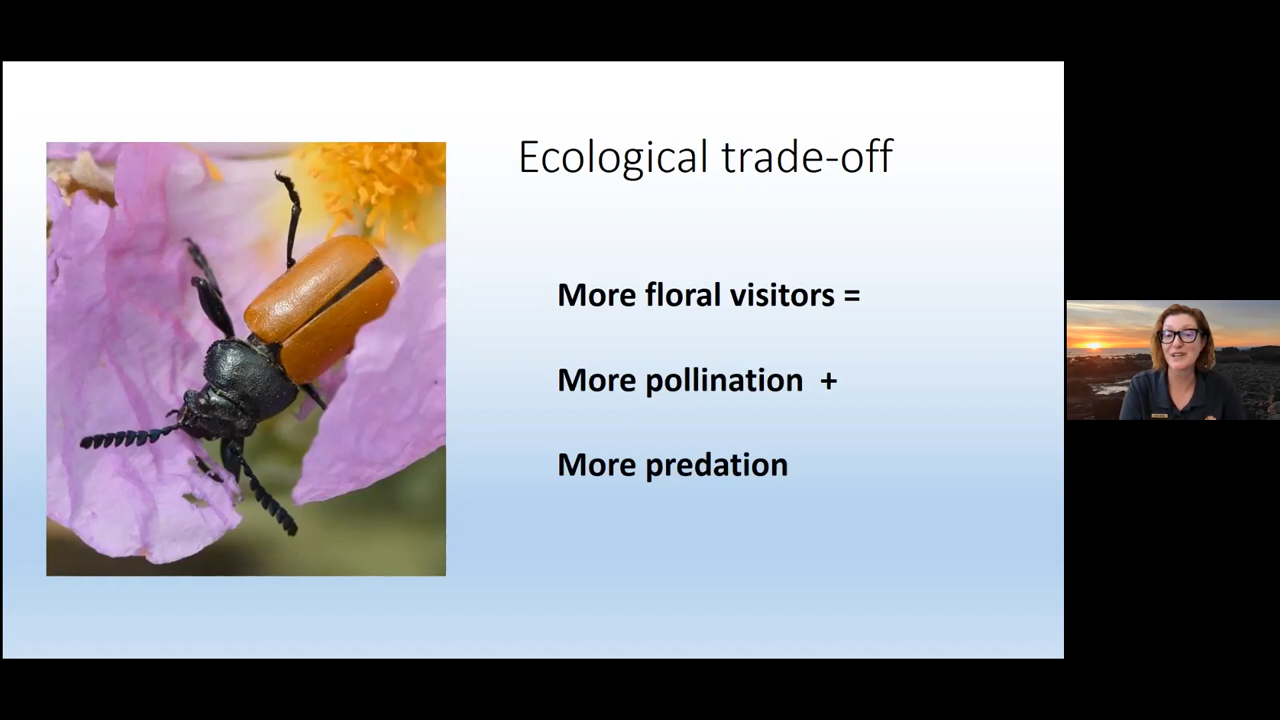 Ecological trade-off
More floral visitors =
More pollination +
More predation